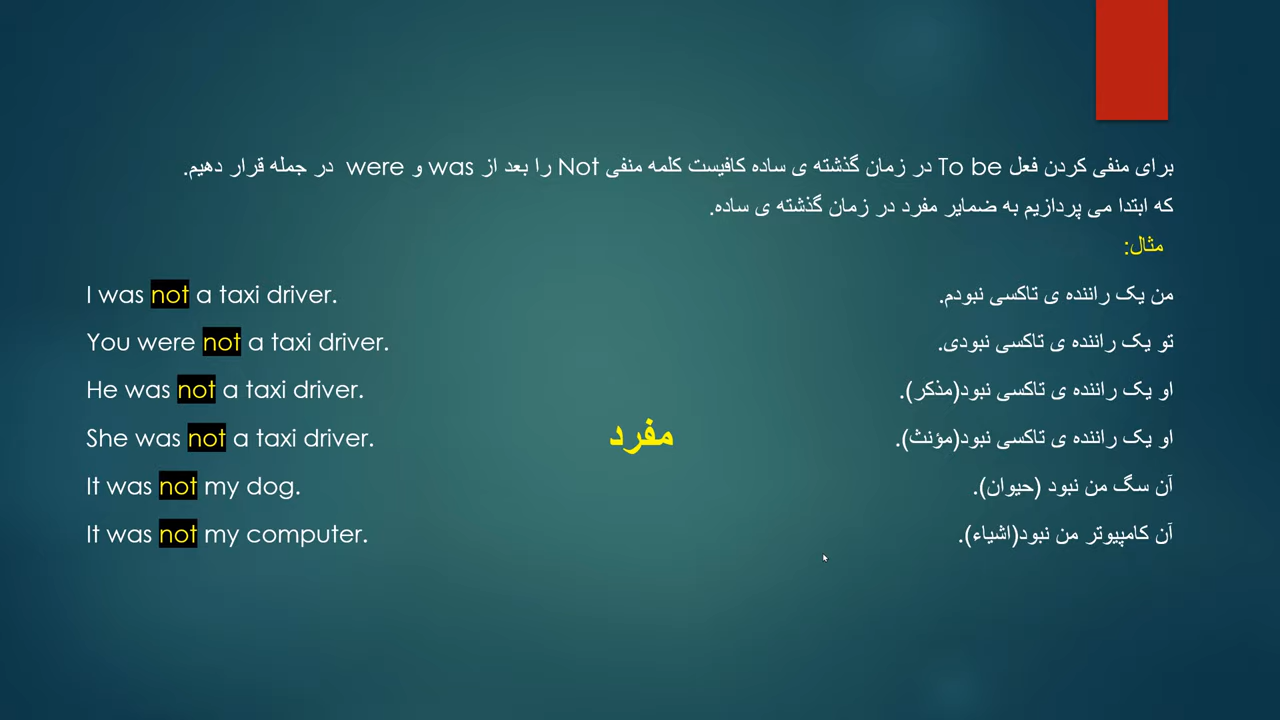 برای منفی کردن فعل To be در زمان گذشته ی ساده کافیست کلمه منفی Not را بعد از was و were در جمله قرار دهیم.
که ابتدا می پردازیم به ضمایر مفرد در زمان گذشته ی ساده.
مثال:
I was not a taxi driver.
من یک راننده ی تاکسی نبودم.
You were not a taxi driver.
تو یک راننده ی تاکسی نبودی.
He was not a taxi driver.
او یک راننده ی تاکسی نبود(مذکر).
She was not a taxi driver.
مفرد
او یک راننده ی تاکسی نبود(مؤنث).
It was not my dog.
آن سگ من نبود (حیوان).
It was not my computer.
آن کامپیوتر من نبود(اشیاء).